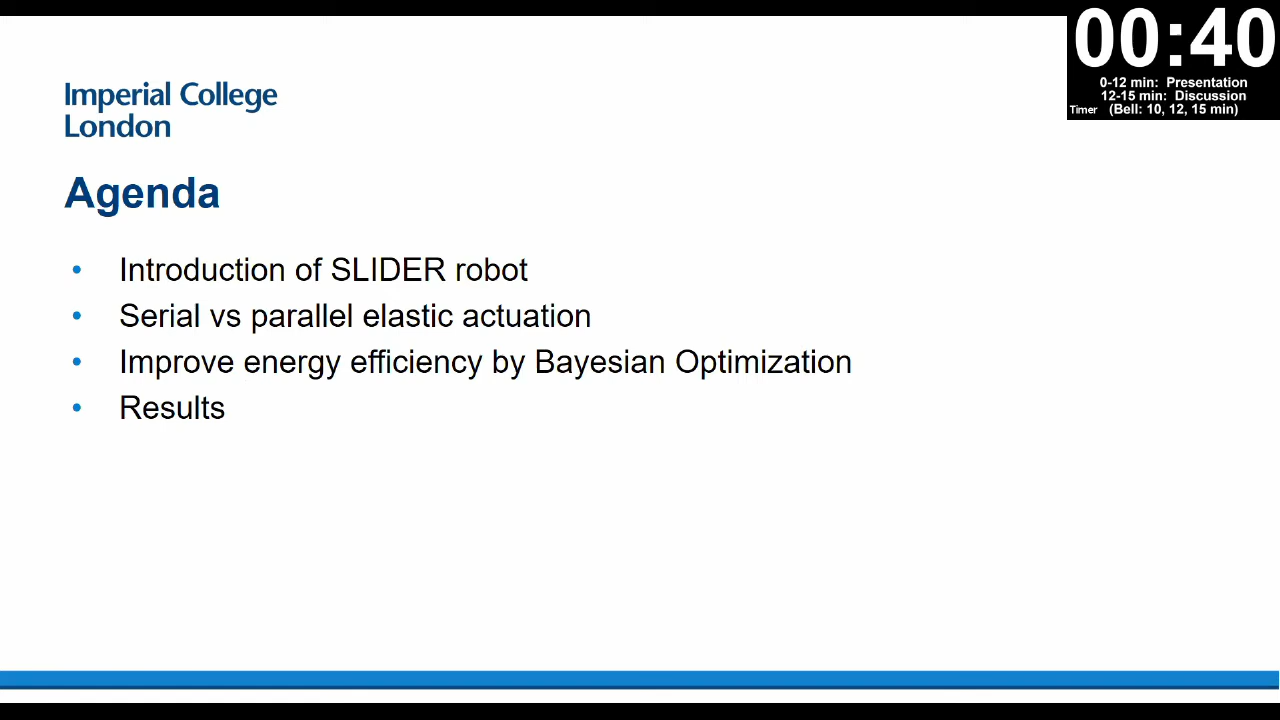 00:40
0-12 min: Presentation
12-15 min: Discussion
Timer (Bell: 10, 12, 15 min)
Imperial College
London
Agenda
• Introduction of SLIDER robot
• Serial vs parallel elastic actuation
• Improve energy efficiency by Bayesian Optimization
• Results